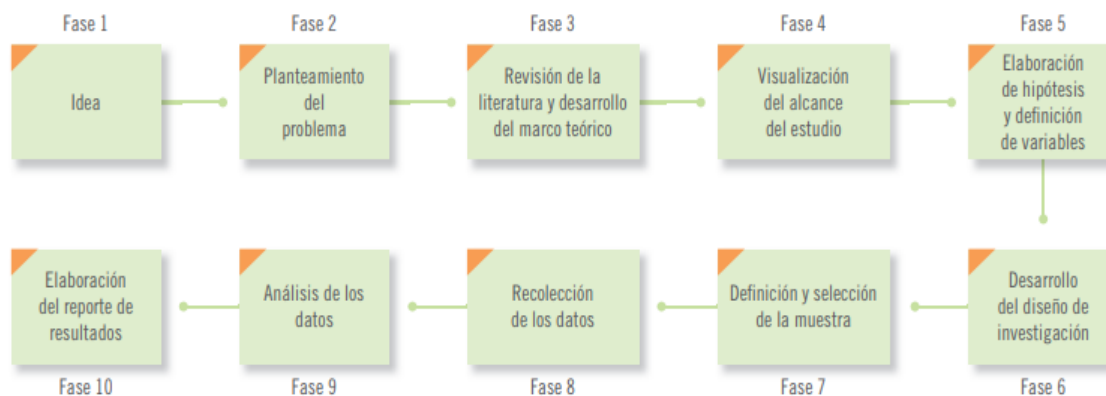 Fase 1
Idea
Fase 2
Planteamiento
del
problema
Fase 3
Revisión de la
literatura y desarrollo
del marco teórico
Fase 4
Visualización
del alcance
del estudio
Fase 5
Elaboración
de hipótesis
y definición
de variables
Desarrollo
del diseño de
investigación
Fase 6
Definición y selección
de la muestra
Fase 7
Recolección
de los datos
Fase 8
Análisis de los
datos
Fase 9
Elaboración
del reporte de
resultados
Fase 10